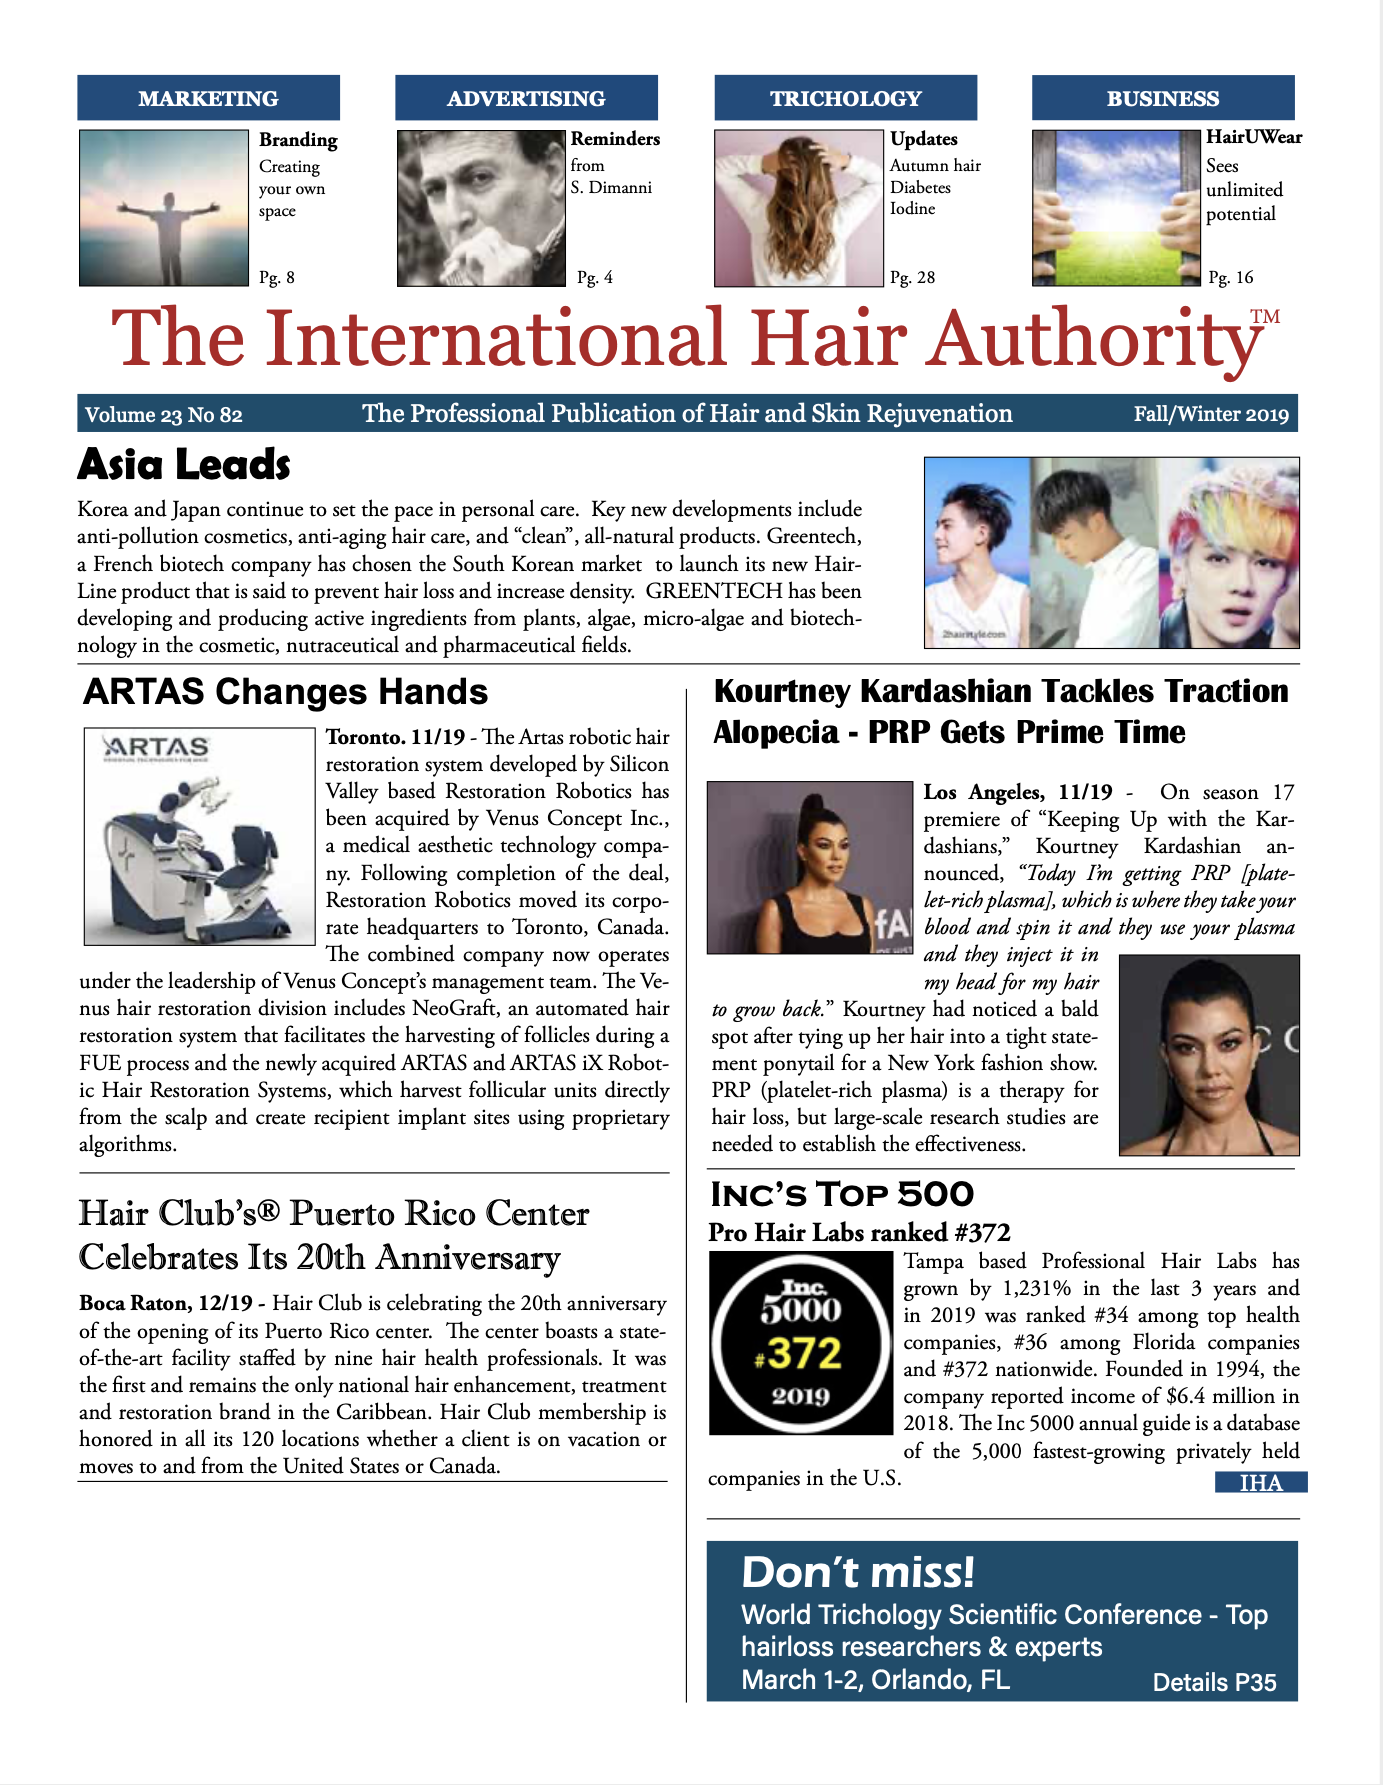 MARKETING
Branding
Creating
your own
space
Pg. 8
ADVERTISING
Reminders
from
S. Dimanni
Pg. 4
TRICHOLOGY
Updates
Autumn hair
Diabetes
Iodine
Pg. 28
BUSINESS
HairUWear
Sees
unlimited
potential
Pg. 16
The International Hair Authority™
Volume 23 No 82
The Professional Publication of Hair and Skin Rejuvenation
Fall/Winter 2019
Asia Leads
Korea and Japan continue to set the pace in personal care.  Key new developments include
anti-pollution cosmetics, anti-aging hair care, and “clean”, all-natural products. Greentech,
a French biotech company has chosen the South Korean market  to launch its new Hair-
Line product that is said to prevent hair loss and increase density.  GREENTECH has been
developing and producing active ingredients from plants, algae, micro-algae and biotech-
nology in the cosmetic, nutraceutical and pharmaceutical fields.
2hairstyle.com
ARTAS Changes Hands
ARTAS
Toronto. 11/19 - The Artas robotic hair
restoration system developed by Silicon
Valley based Restoration Robotics has
been acquired by Venus Concept Inc.,
a medical aesthetic technology compa-
ny. Following completion of the deal,
Restoration Robotics moved its corpo-
rate headquarters to Toronto, Canada.
The combined company now operates
under the leadership of Venus Concept’s management team. The Ve-
nus hair restoration division includes NeoGraft, an automated hair
restoration system that facilitates the harvesting of follicles during a
FUE process and the newly acquired ARTAS and ARTAS iX Robot-
ic Hair Restoration Systems, which harvest follicular units directly
from the scalp and create recipient implant sites using proprietary
algorithms.
Hair Club’s® Puerto Rico Center
Celebrates Its 20th Anniversary
Boca Raton, 12/19 - Hair Club is celebrating the 20th anniversary
of the opening of its Puerto Rico center.  The center boasts a state-
of-the-art facility staffed by nine hair health professionals. It was
the first and remains the only national hair enhancement, treatment
and restoration brand in the Caribbean. Hair Club membership is
honored in all its 120 locations whether a client is on vacation or
moves to and from the United States or Canada.
Kourtney Kardashian Tackles Traction
Alopecia - PRP Gets Prime Time
fA
Los Angeles, 11/19 -  On season 17
premiere of “Keeping Up with the Kar-
dashians,” Kourtney Kardashian an-
nounced, “Today I’m getting PRP [plate-
let-rich plasma], which is where they take your
blood and spin it and they use your plasma
and they inject it in
my head for my hair
to grow back.” Kourtney had noticed a bald
spot after tying up her hair into a tight state-
ment ponytail for a New York fashion show.
PRP (platelet-rich plasma) is a therapy for
hair loss, but large-scale research studies are
needed to establish the effectiveness.
C O
Inc’s Top 500
Pro Hair Labs ranked #372
Inc.
5000
#372
2019
Tampa based Professional Hair Labs has
grown by 1,231% in the last 3 years and
in 2019 was ranked #34 among top health
companies, #36 among Florida companies
and #372 nationwide. Founded in 1994, the
company reported income of $6.4 million in
2018. The Inc 5000 annual guide is a database
of the 5,000 fastest-growing privately held
companies in the U.S.
IHA
Don’t miss!
World Trichology Scientific Conference - Top
hairloss researchers & experts
March 1-2, Orlando, FL
Details P35